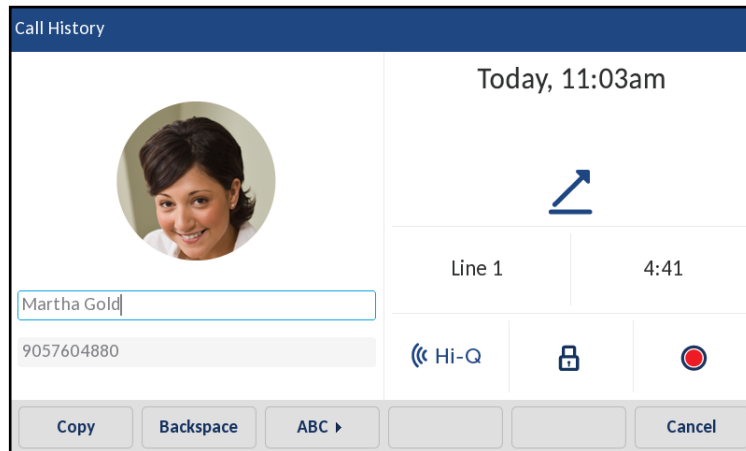 Call History
Today, 11:03am
Martha Gold
9057604880
Line 1
4:41
Hi-Q
Copy
Backspace
ABC
Cancel